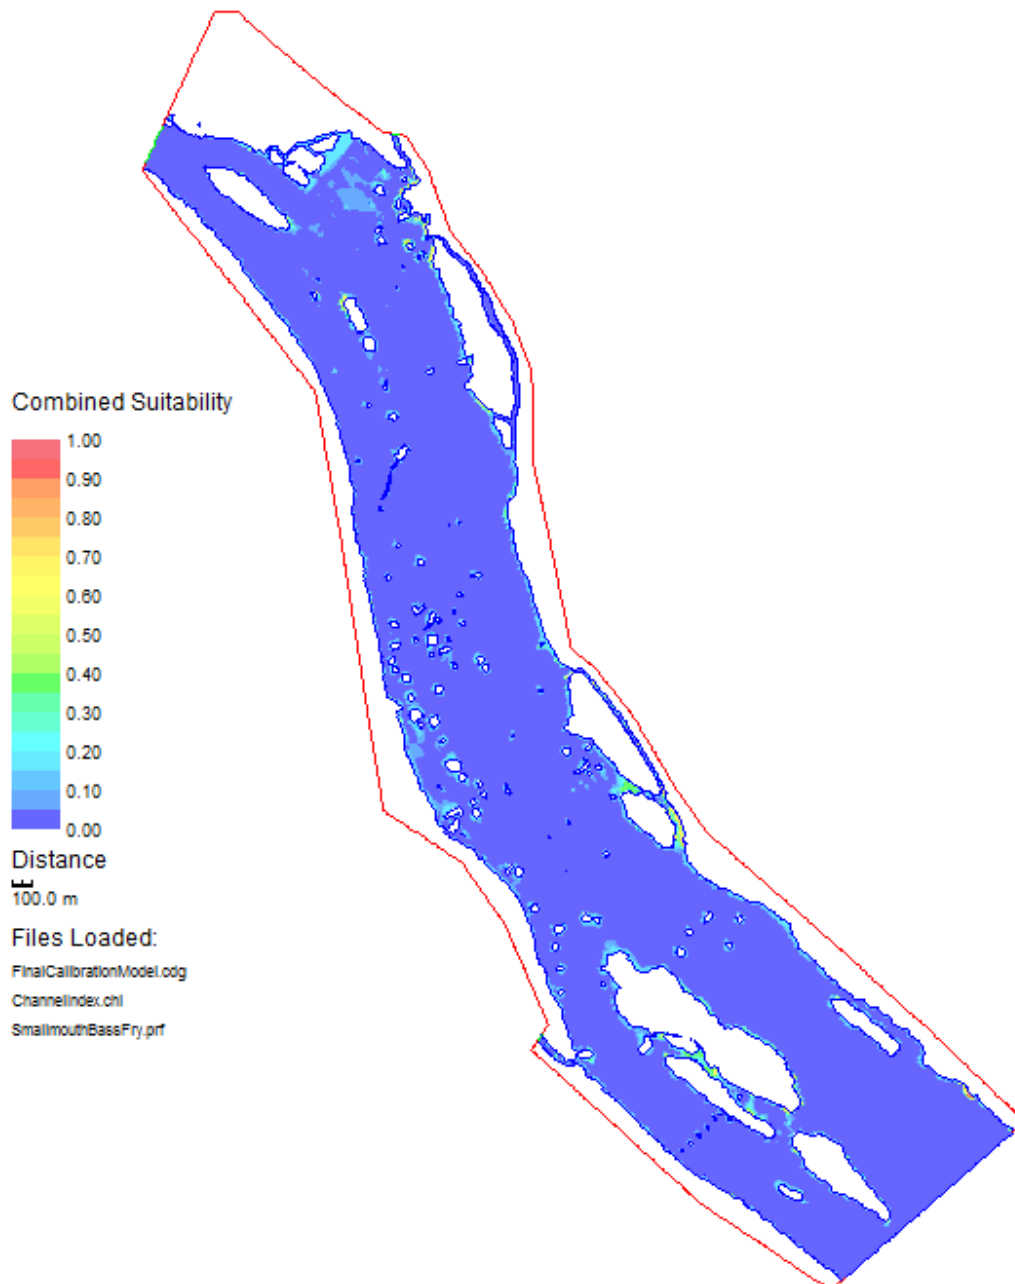 Combined Suitability
1.00
0.90
0.80
0.70
0.60
0.50
0.40
0.30
0.20
0.10
0.00
Distance
100.0 m
Files Loaded:
FinalCalibrationModel.cdg
ChannelIndex.chl
SmallmouthBassFry.prf